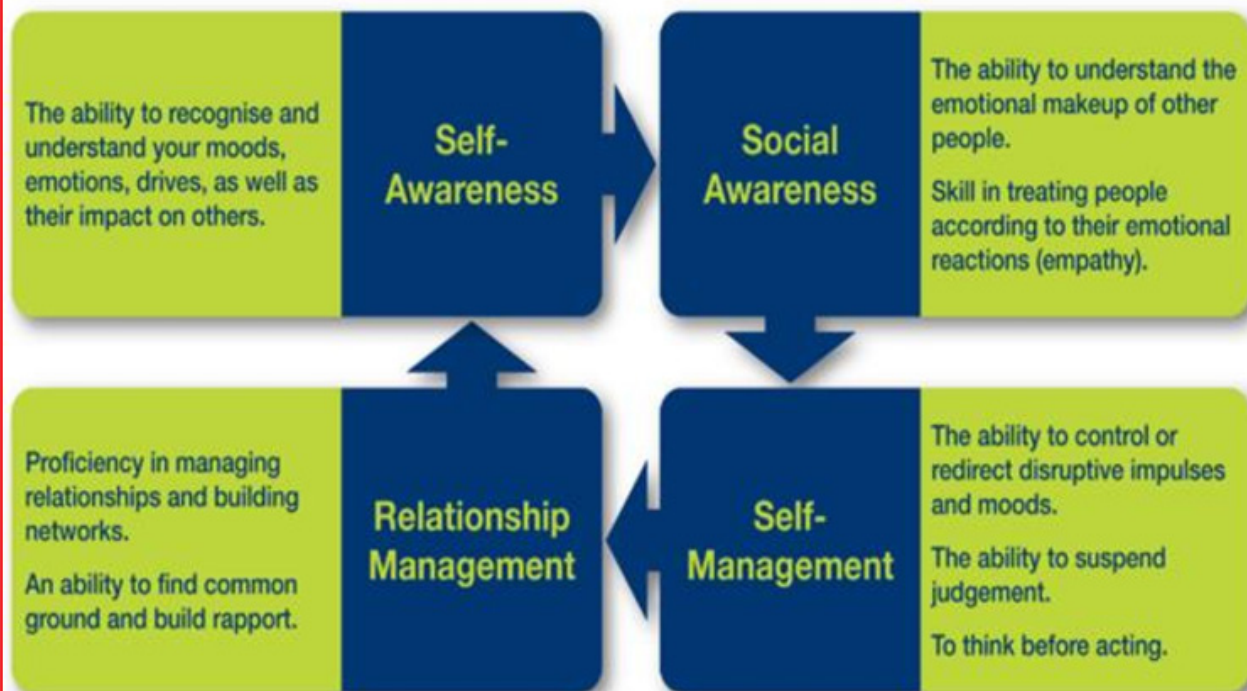 The ability to recognise and
understand your moods,
emotions, drives, as well as
their impact on others.
Self-
Awareness
Social
Awareness
The ability to understand the
emotional makeup of other
people.
Skill in treating people
according to their emotional
reactions (empathy).
Proficiency in managing
relationships and building
networks.
An ability to find common
ground and build rapport.
Relationship
Management
Self-
Management
The ability to control or
redirect disruptive impulses
and moods.
The ability to suspend
judgement.
To think before acting.